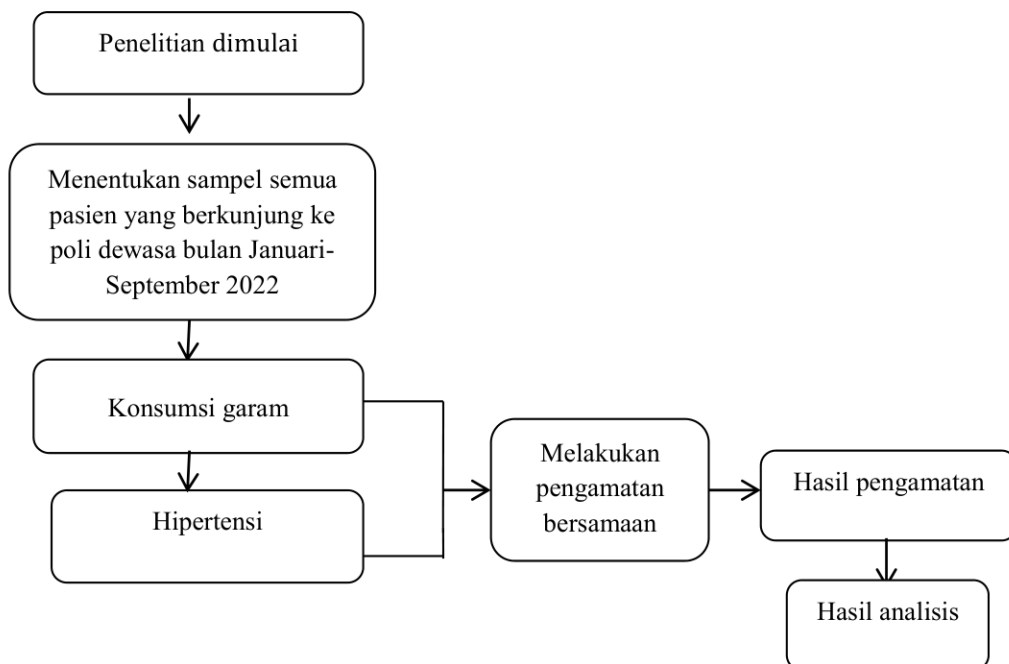 Penelitian dimulai
Menentukan sampel semua
pasien yang berkunjung ke
poli dewasa bulan Januari-
September 2022
Konsumsi garam
Hipertensi
Melakukan
pengamatan
bersamaan
Hasil pengamatan
Hasil analisis